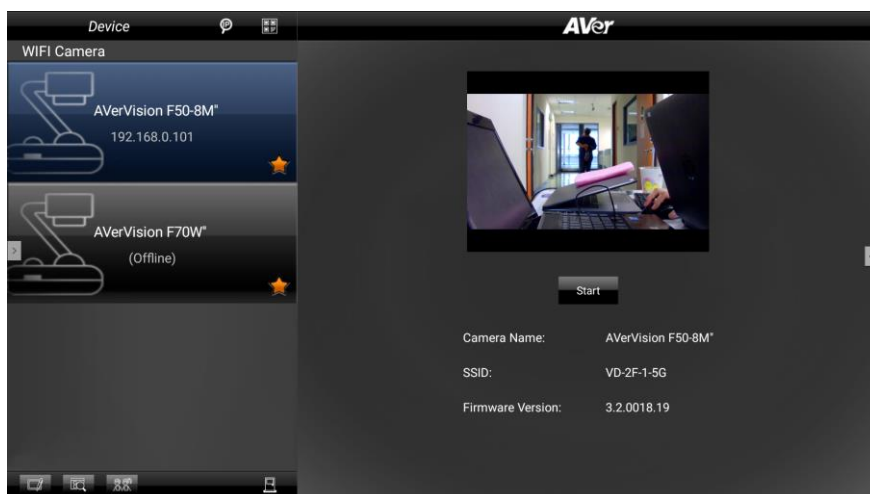 Device
AVer
WIFI Camera
AVerVision F50-8M"
192.168.0.101
AVerVision F70W"
(Offline)
Start
Camera Name: AVerVision F50-8M"
SSID: VD-2F-1-5G
Firmware Version: 3.2.0018.19